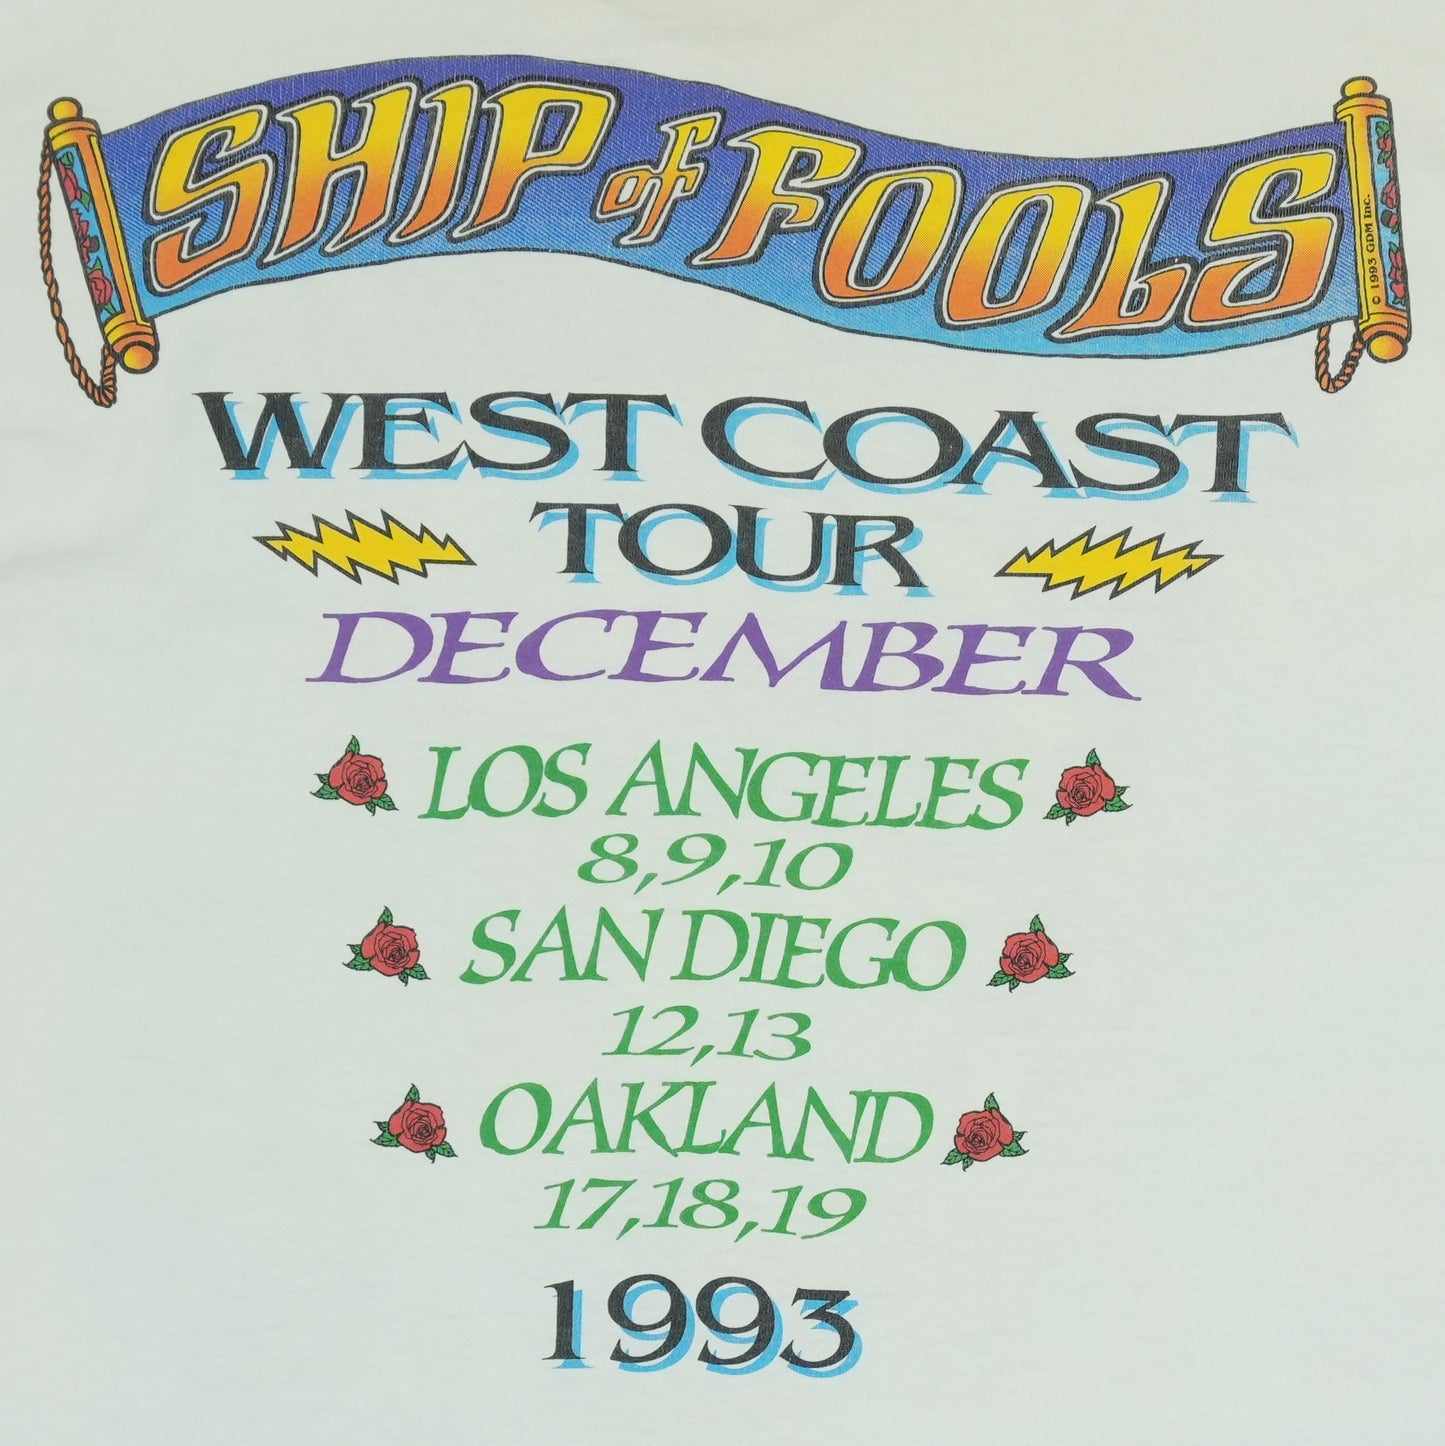 SHIP of FOOLS
© 1993 GDM Inc.
WEST COAST
TOUR
DECEMBER
LOS ANGELES
8,9,10
SAN DIEGO
12,13
OAKLAND
17,18,19
1993